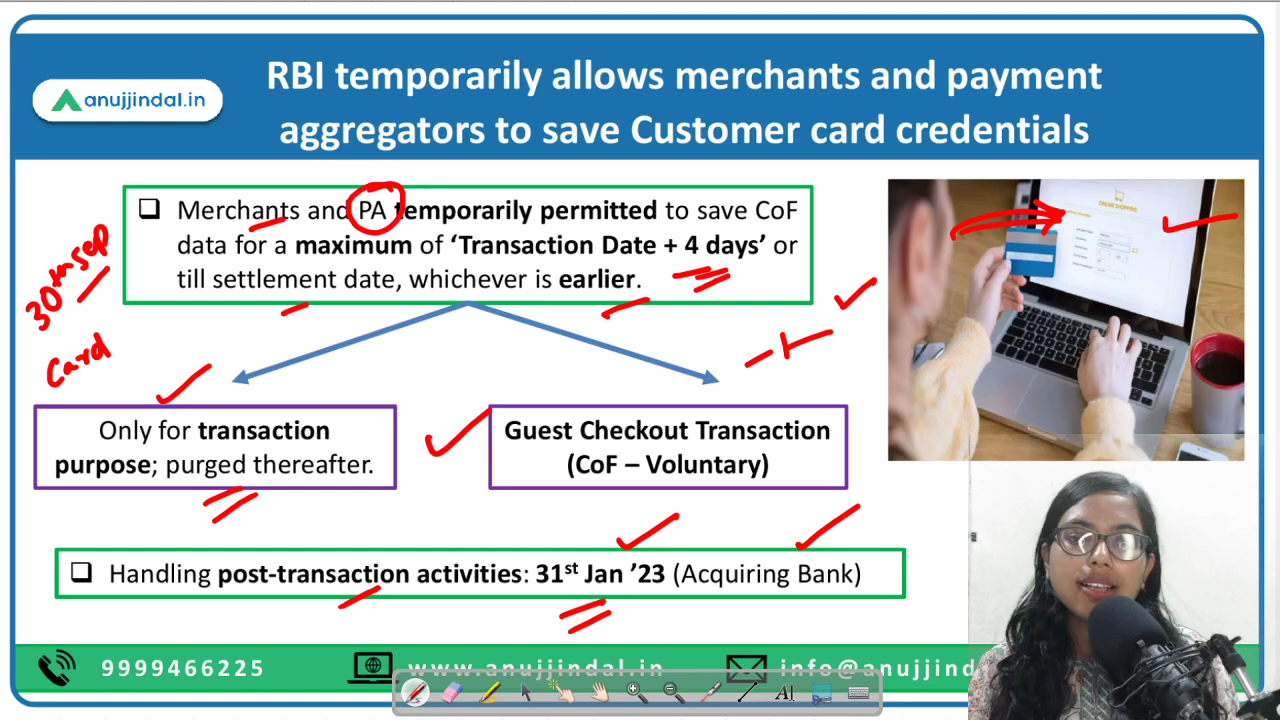 RBI temporarily allows merchants and payment
aggregators to save Customer card credentials
anujjindal.in
❑ Merchants and PA temporarily permitted to save CoF
data for a maximum of ‘Transaction Date + 4 days’ or
till settlement date, whichever is earlier.
30th Sep
Card
Only for transaction
purpose; purged thereafter.
Guest Checkout Transaction
(CoF – Voluntary)
❑ Handling post-transaction activities: 31st Jan ’23 (Acquiring Bank)
9999466225
www.anujjindal.in
info@anujjind